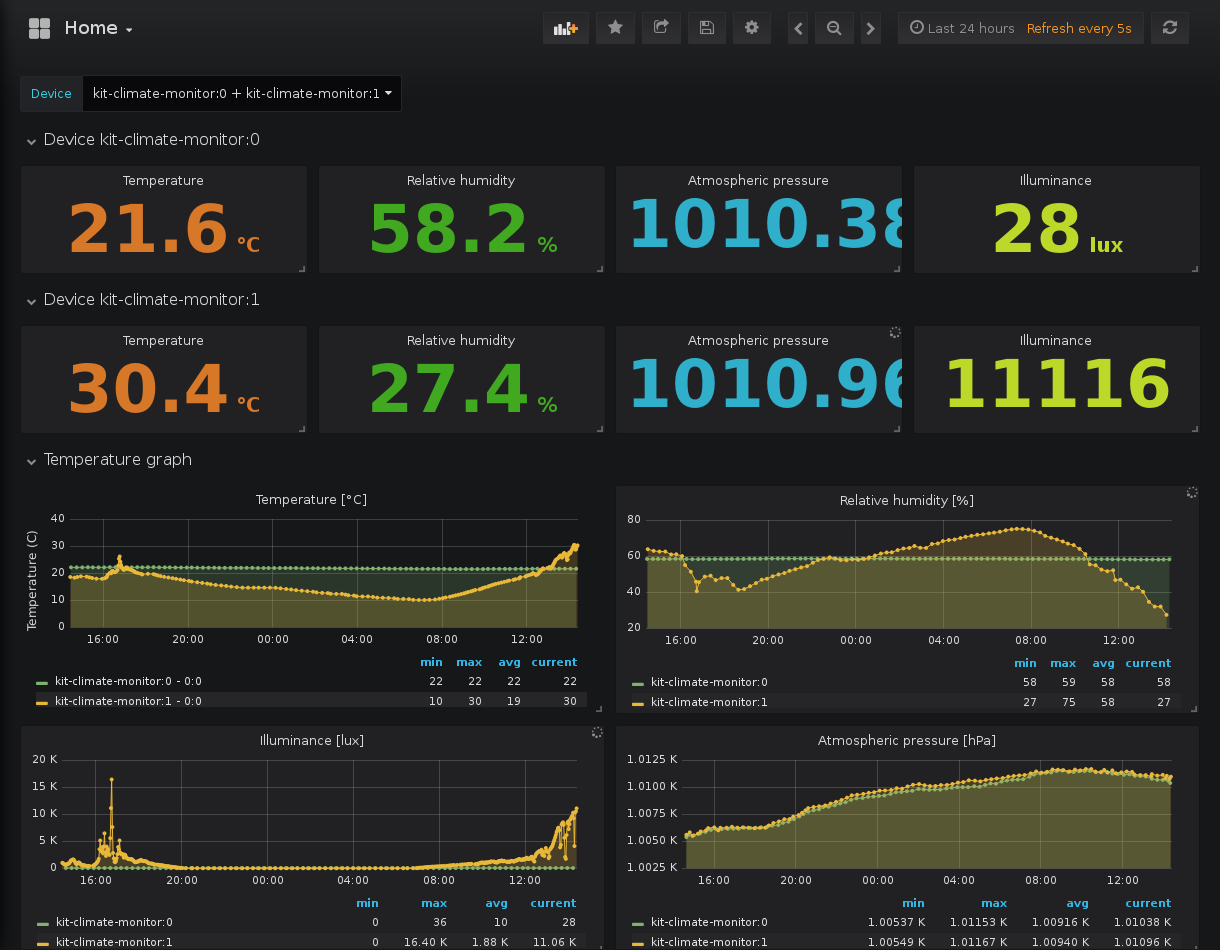 Home
Last 24 hours Refresh every 5s
Device kit-climate-monitor:0 + kit-climate-monitor:1
Device kit-climate-monitor:0
Temperature Relative humidity Atmospheric pressure Illuminance
21.6 °C 58.2 % 1010.38 28 lux
Device kit-climate-monitor:1
Temperature Relative humidity Atmospheric pressure Illuminance
30.4 °C 27.4 % 1010.96 11116
Temperature graph
Temperature [°C]
Temperature (C)
40
30
20
10
0
16:00 20:00 00:00 04:00 08:00 12:00
min max avg current
kit-climate-monitor:0 - 0:0 22 22 22 22
kit-climate-monitor:1 - 0:0 10 30 19 30
Relative humidity [%]
80
60
40
20
16:00 20:00 00:00 04:00 08:00 12:00
min max avg current
kit-climate-monitor:0 58 59 58 58
kit-climate-monitor:1 27 75 58 27
Illuminance [lux]
20 K
15 K
10 K
5 K
0
16:00 20:00 00:00 04:00 08:00 12:00
min max avg current
kit-climate-monitor:0 0 36 10 28
kit-climate-monitor:1 0 16.40 K 1.88 K 11.06 K
Atmospheric pressure [hPa]
1.0125 K
1.0100 K
1.0075 K
1.0050 K
1.0025 K
16:00 20:00 00:00 04:00 08:00 12:00
min max avg current
kit-climate-monitor:0 1.00537 K 1.01153 K 1.00916 K 1.01038 K
kit-climate-monitor:1 1.00549 K 1.01167 K 1.00940 K 1.01096 K